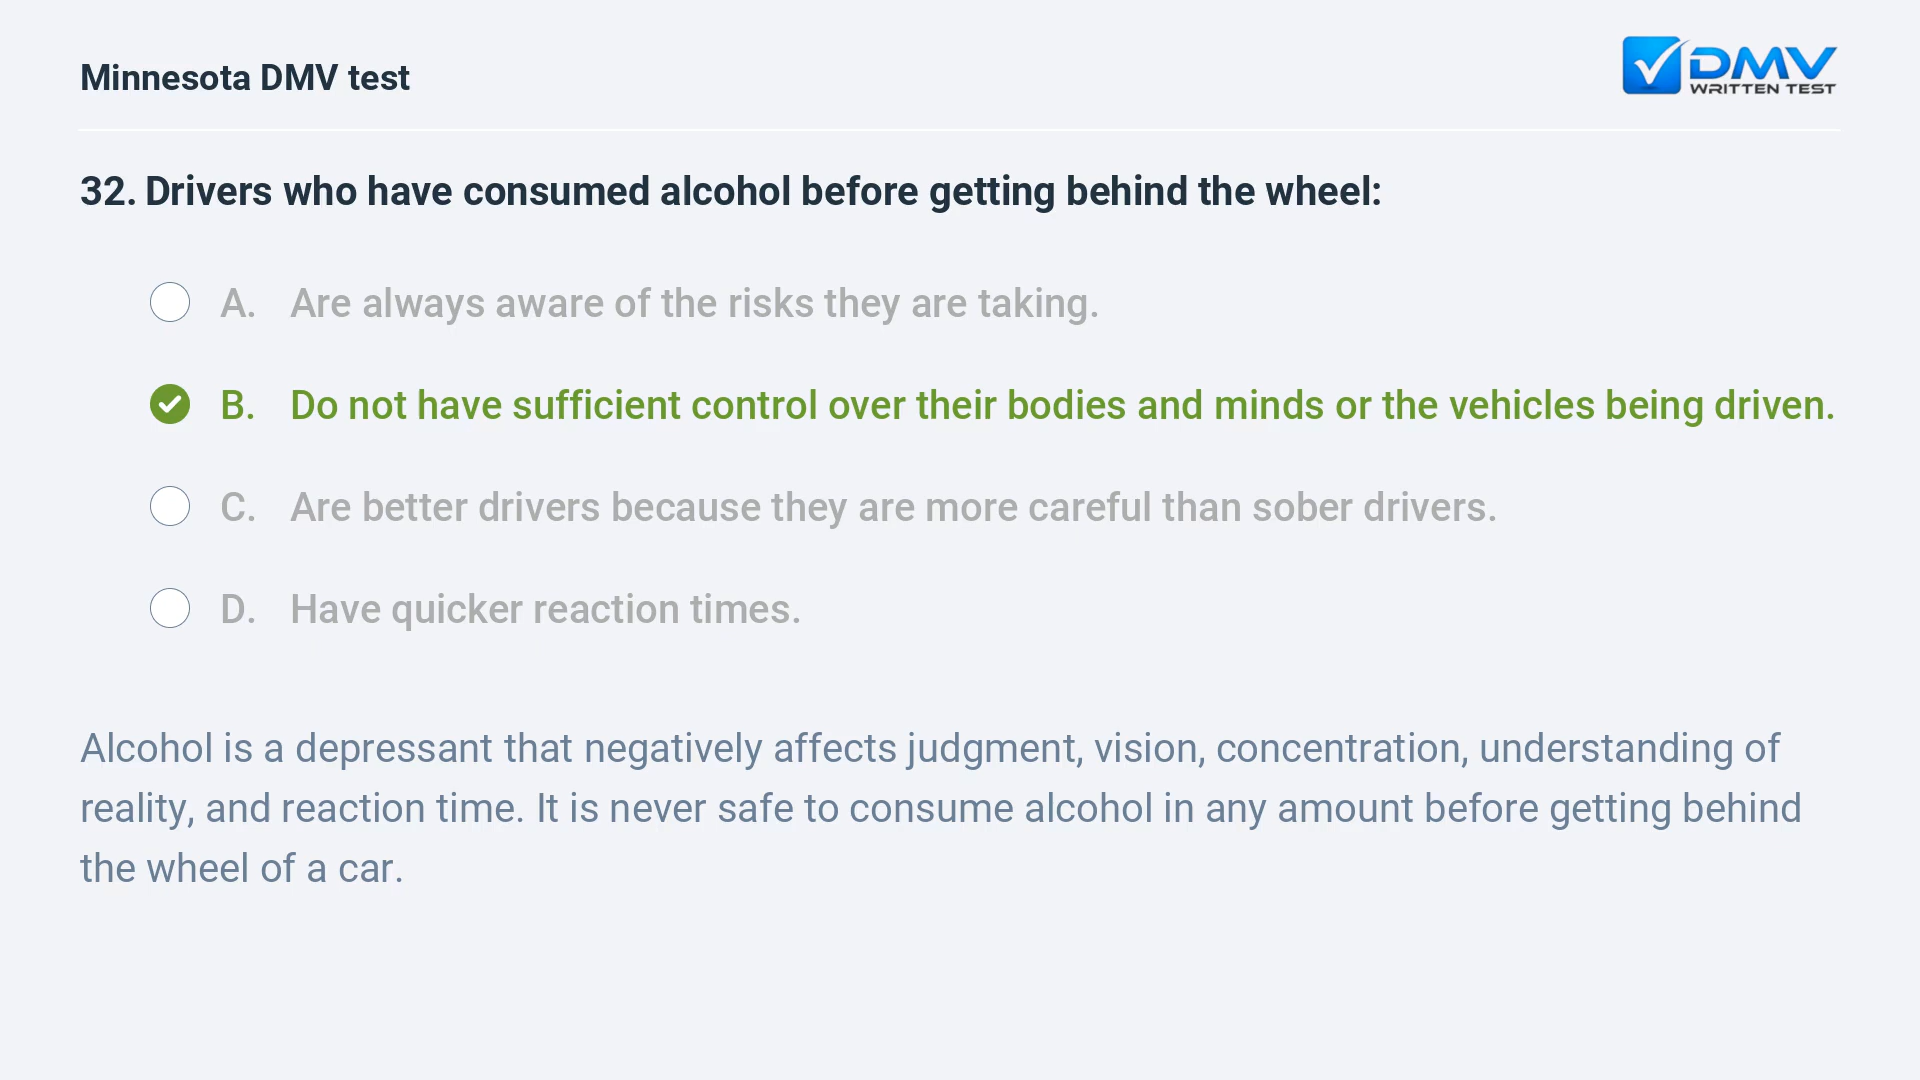 Minnesota DMV test
DMV
WRITTEN TEST
32. Drivers who have consumed alcohol before getting behind the wheel:
A. Are always aware of the risks they are taking.
B. Do not have sufficient control over their bodies and minds or the vehicles being driven.
C. Are better drivers because they are more careful than sober drivers.
D. Have quicker reaction times.
Alcohol is a depressant that negatively affects judgment, vision, concentration, understanding of
reality, and reaction time. It is never safe to consume alcohol in any amount before getting behind
the wheel of a car.